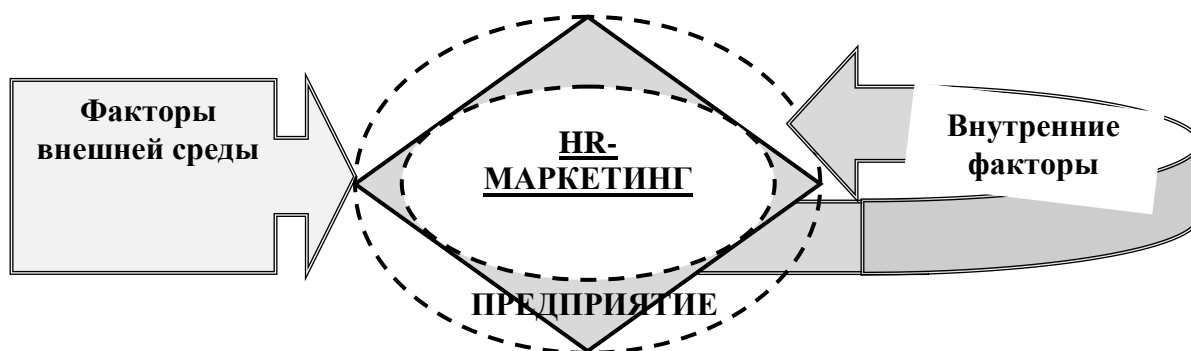 Факторы
внешней среды
HR-
МАРКЕТИНГ
Внутренние
факторы
ПРЕДПРИЯТИЕ